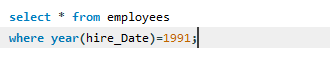 select * from employees
where year(hire_Date)=1991;